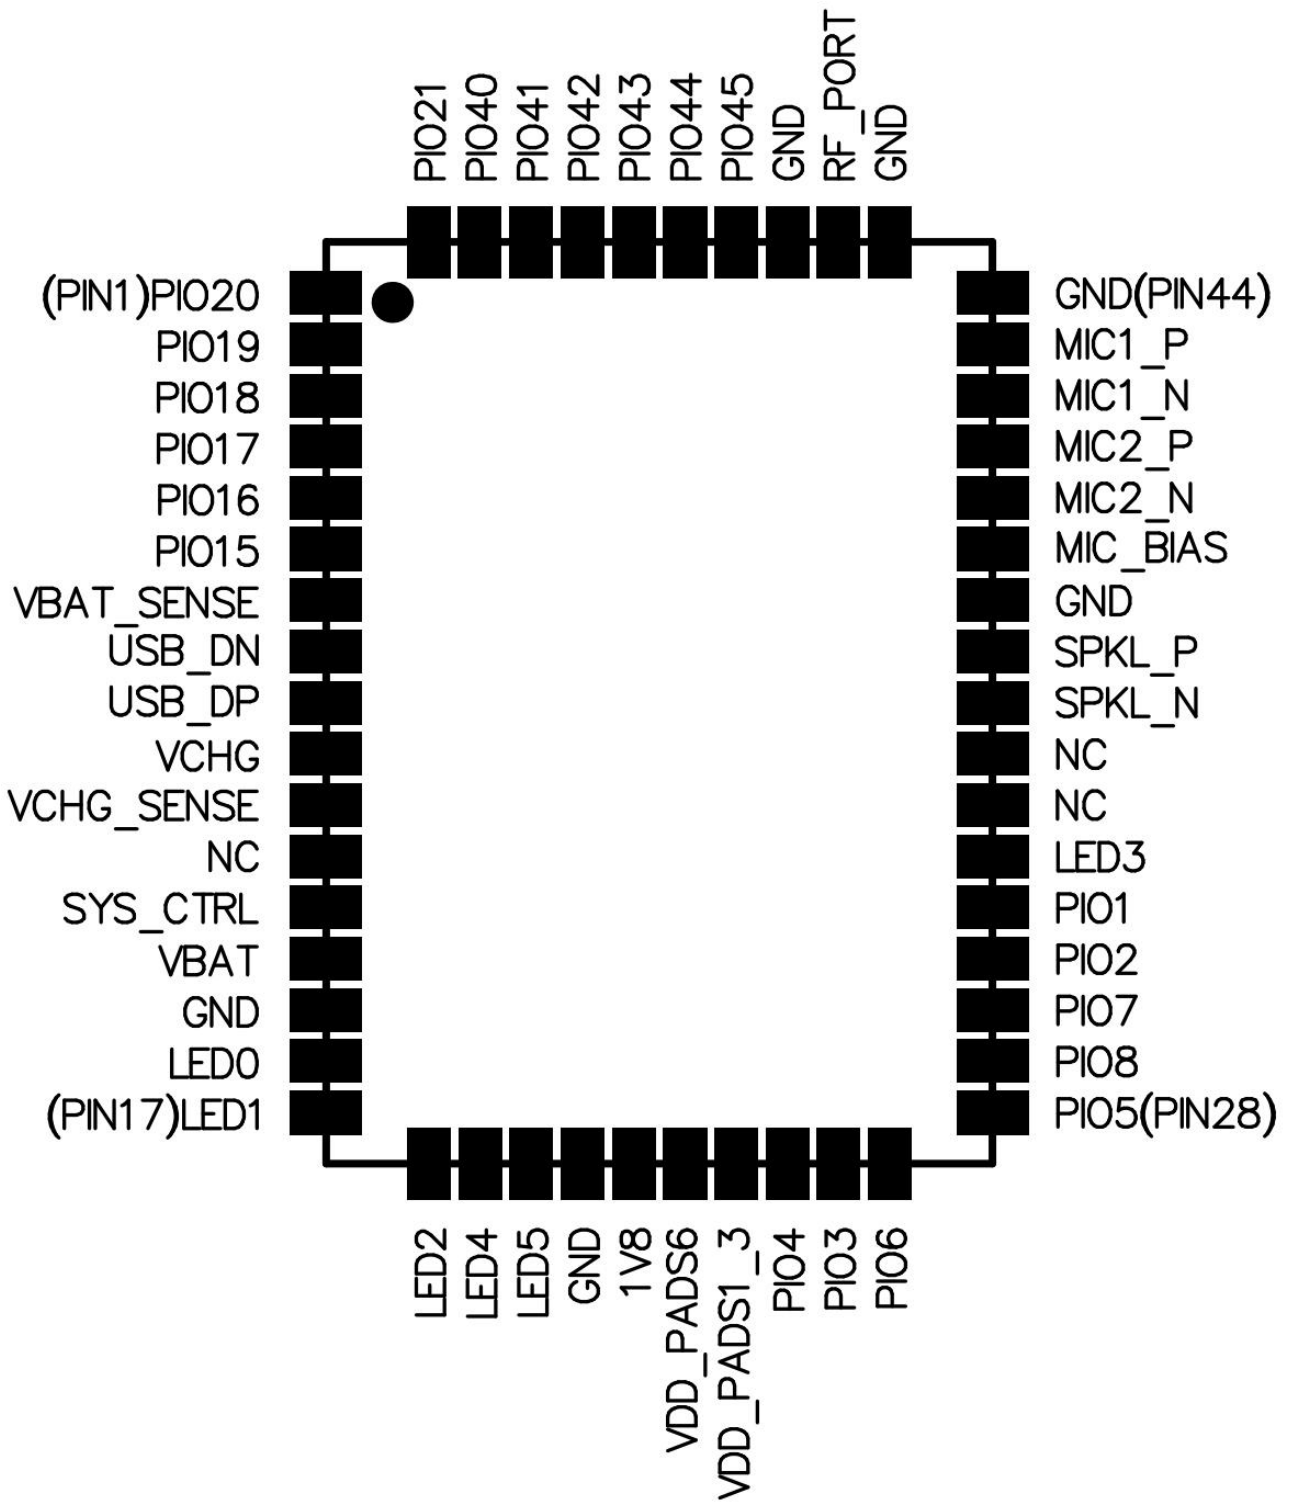 PIO21
PIO40
PIO41
PIO42
PIO43
PIO44
PIO45
GND
RF_PORT
GND
(PIN1)PIO20
PIO19
PIO18
PIO17
PIO16
PIO15
VBAT_SENSE
USB_DN
USB_DP
VCHG
VCHG_SENSE
NC
SYS_CTRL
VBAT
GND
LED0
(PIN17)LED1
GND(PIN44)
MIC1_P
MIC1_N
MIC2_P
MIC2_N
MIC_BIAS
GND
SPKL_P
SPKL_N
NC
NC
LED3
PIO1
PIO2
PIO7
PIO8
PIO5(PIN28)
LED2
LED4
LED5
GND
1V8
VDD_PADS6
VDD_PADS1_3
PIO4
PIO3
PIO6